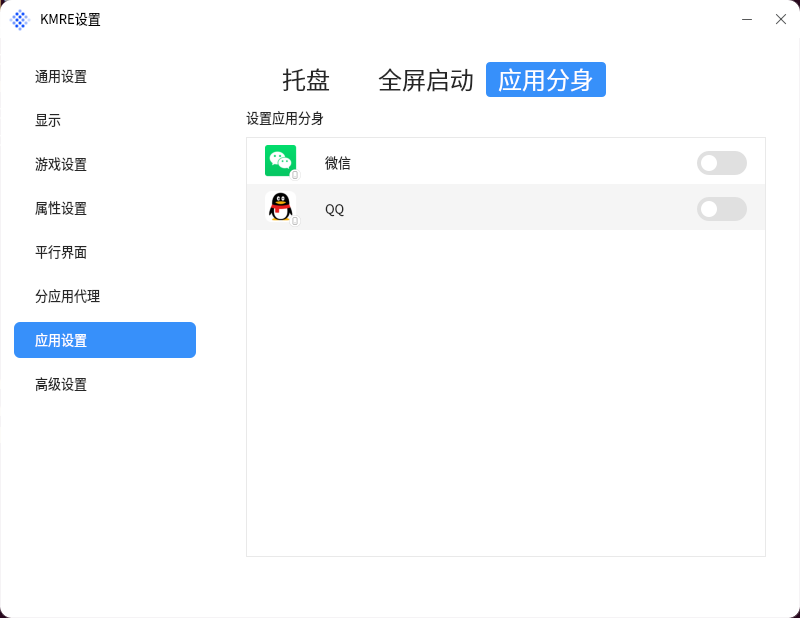 KMRE设置
通用设置
显示
游戏设置
属性设置
平行界面
分应用代理
应用设置
高级设置
托盘 全屏启动 应用分身
设置应用分身
微信
QQ